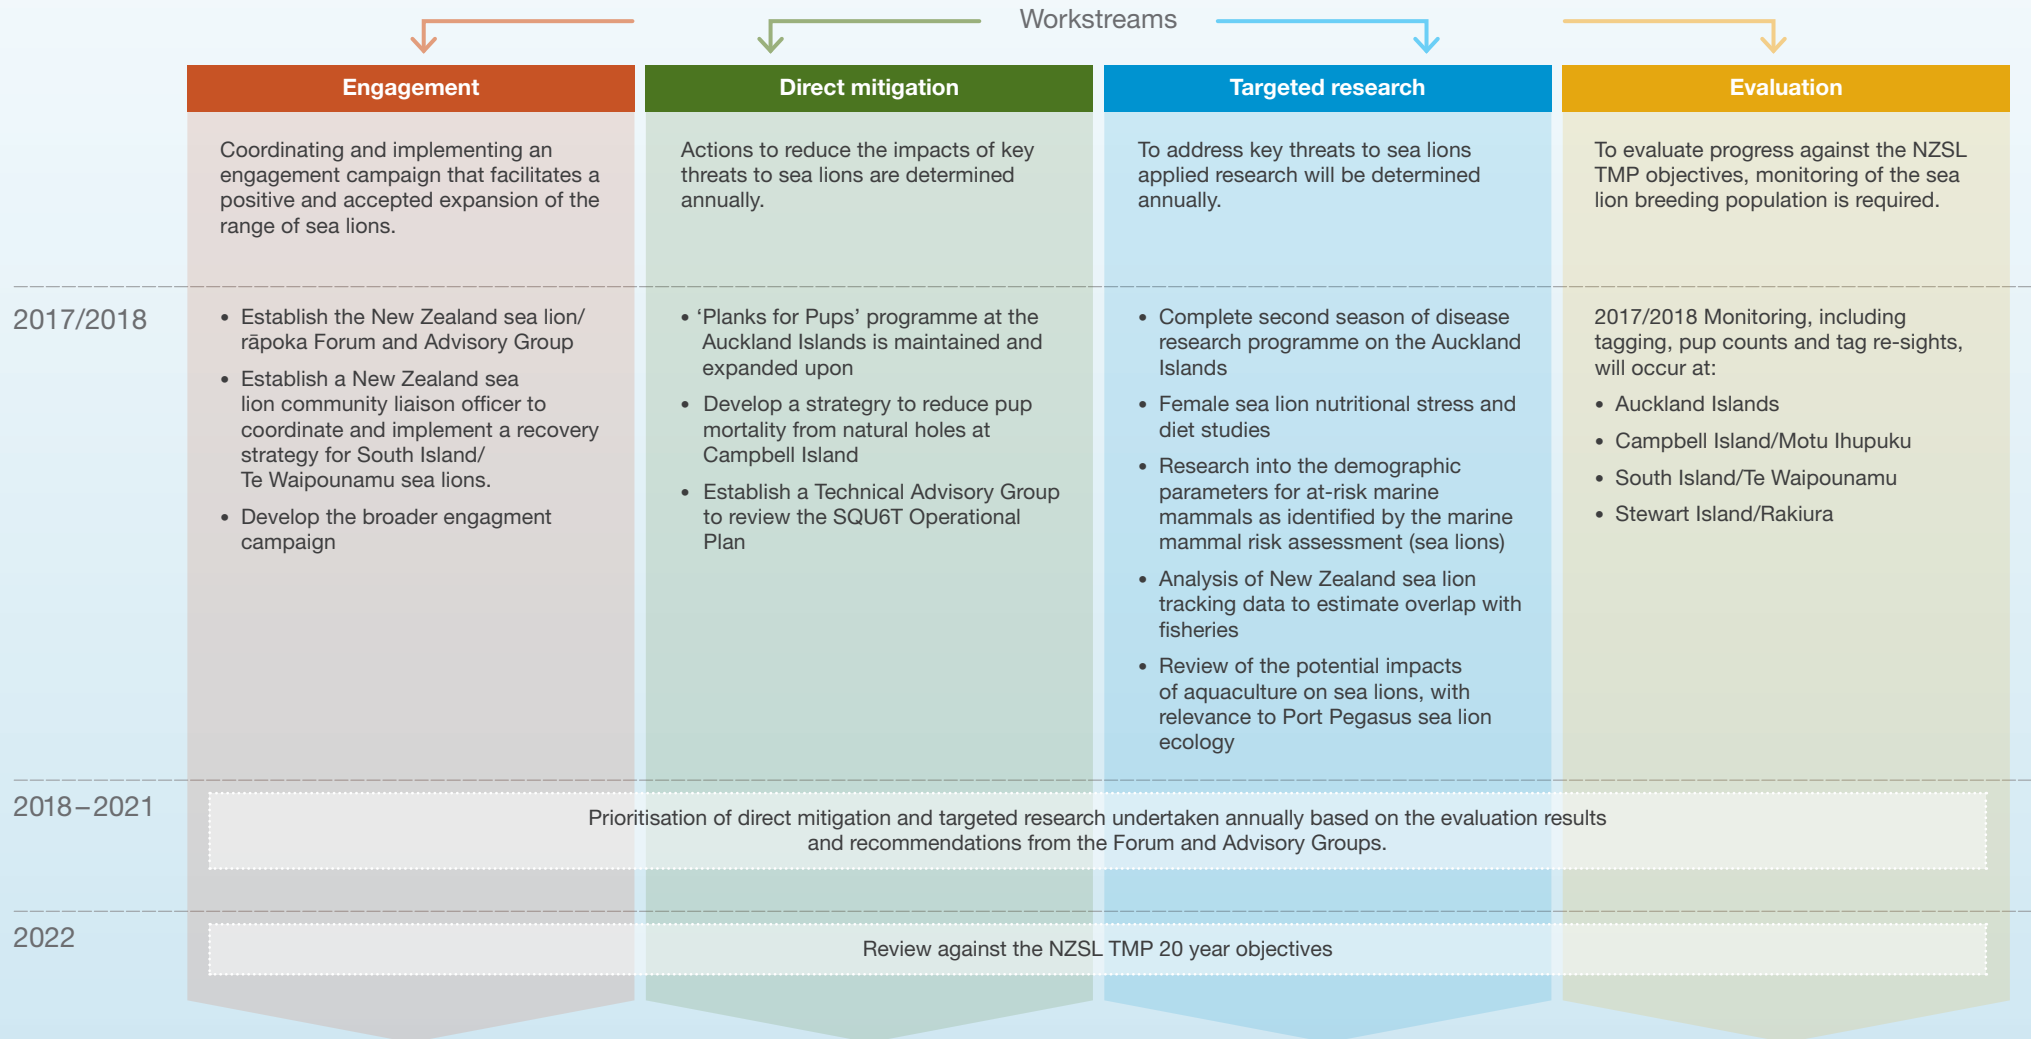 Workstreams
Engagement
Direct mitigation
Targeted research
Evaluation
Coordinating and implementing an
engagement campaign that facilitates a
positive and accepted expansion of the
range of sea lions.
Actions to reduce the impacts of key
threats to sea lions are determined
annually.
To address key threats to sea lions
applied research will be determined
annually.
To evaluate progress against the NZSL
TMP objectives, monitoring of the sea
lion breeding population is required.
2017/2018
• Establish the New Zealand sea lion/
rāpoka Forum and Advisory Group
• Establish a New Zealand sea
lion community liaison officer to
coordinate and implement a recovery
strategy for South Island/
Te Waipounamu sea lions.
• Develop the broader engagment
campaign
• ‘Planks for Pups’ programme at the
Auckland Islands is maintained and
expanded upon
• Develop a strategry to reduce pup
mortality from natural holes at
Campbell Island
• Establish a Technical Advisory Group
to review the SQU6T Operational
Plan
• Complete second season of disease
research programme on the Auckland
Islands
• Female sea lion nutritional stress and
diet studies
• Research into the demographic
parameters for at-risk marine
mammals as identified by the marine
mammal risk assessment (sea lions)
• Analysis of New Zealand sea lion
tracking data to estimate overlap with
fisheries
• Review of the potential impacts
of aquaculture on sea lions, with
relevance to Port Pegasus sea lion
ecology
2017/2018 Monitoring, including
tagging, pup counts and tag re-sights,
will occur at:
• Auckland Islands
• Campbell Island/Motu Ihupuku
• South Island/Te Waipounamu
• Stewart Island/Rakiura
2018–2021
Prioritisation of direct mitigation and targeted research undertaken annually based on the evaluation results
and recommendations from the Forum and Advisory Groups.
2022
Review against the NZSL TMP 20 year objectives